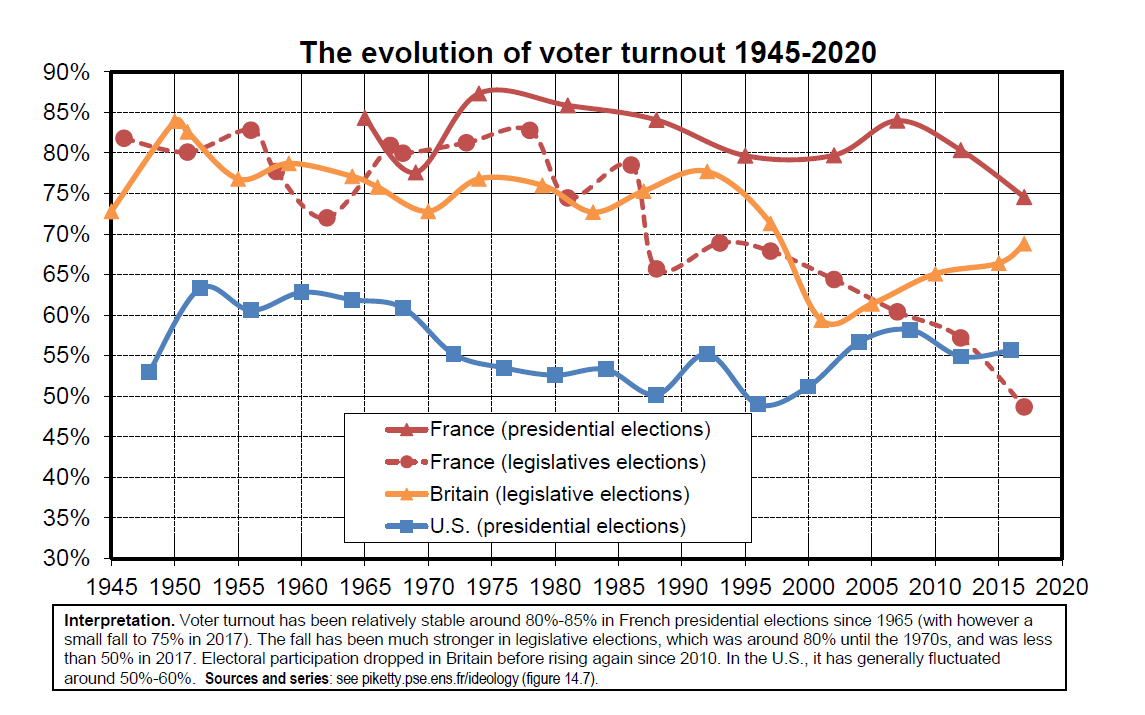 The evolution of voter turnout 1945-2020
90%
85%
80%
75%
70%
65%
60%
55%
50%
45%
40%
35%
30%
France (presidential elections)
France (legislatives elections)
Britain (legislative elections)
U.S. (presidential elections)
1945 1950 1955 1960 1965 1970 1975 1980 1985 1990 1995 2000 2005 2010 2015 2020
Interpretation. Voter turnout has been relatively stable around 80%-85% in French presidential elections since 1965 (with however a
small fall to 75% in 2017). The fall has been much stronger in legislative elections, which was around 80% until the 1970s, and was less
than 50% in 2017. Electoral participation dropped in Britain before rising again since 2010. In the U.S., it has generally fluctuated
around 50%-60%. Sources and series: see piketty.pse.ens.fr/ideology (figure 14.7).